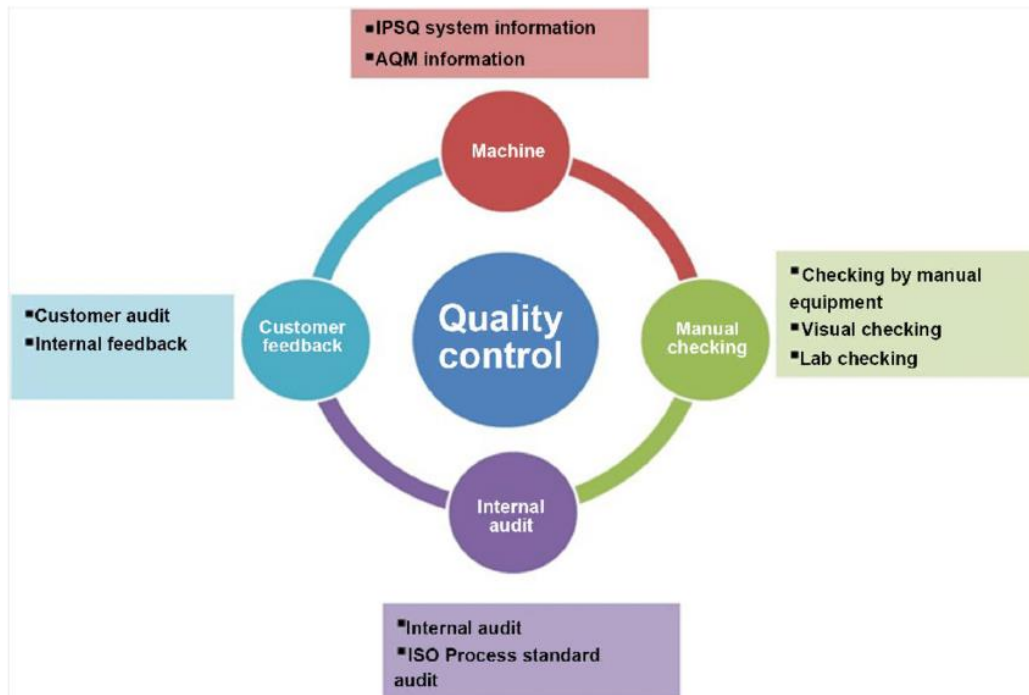 ▪IPSQ system information
▪AQM information
Machine
▪Checking by manual
equipment
▪Visual checking
▪Lab checking
▪Customer audit
▪Internal feedback
Customer
feedback
Quality
control
Manual
checking
Internal
audit
▪Internal audit
▪ISO Process standard
audit